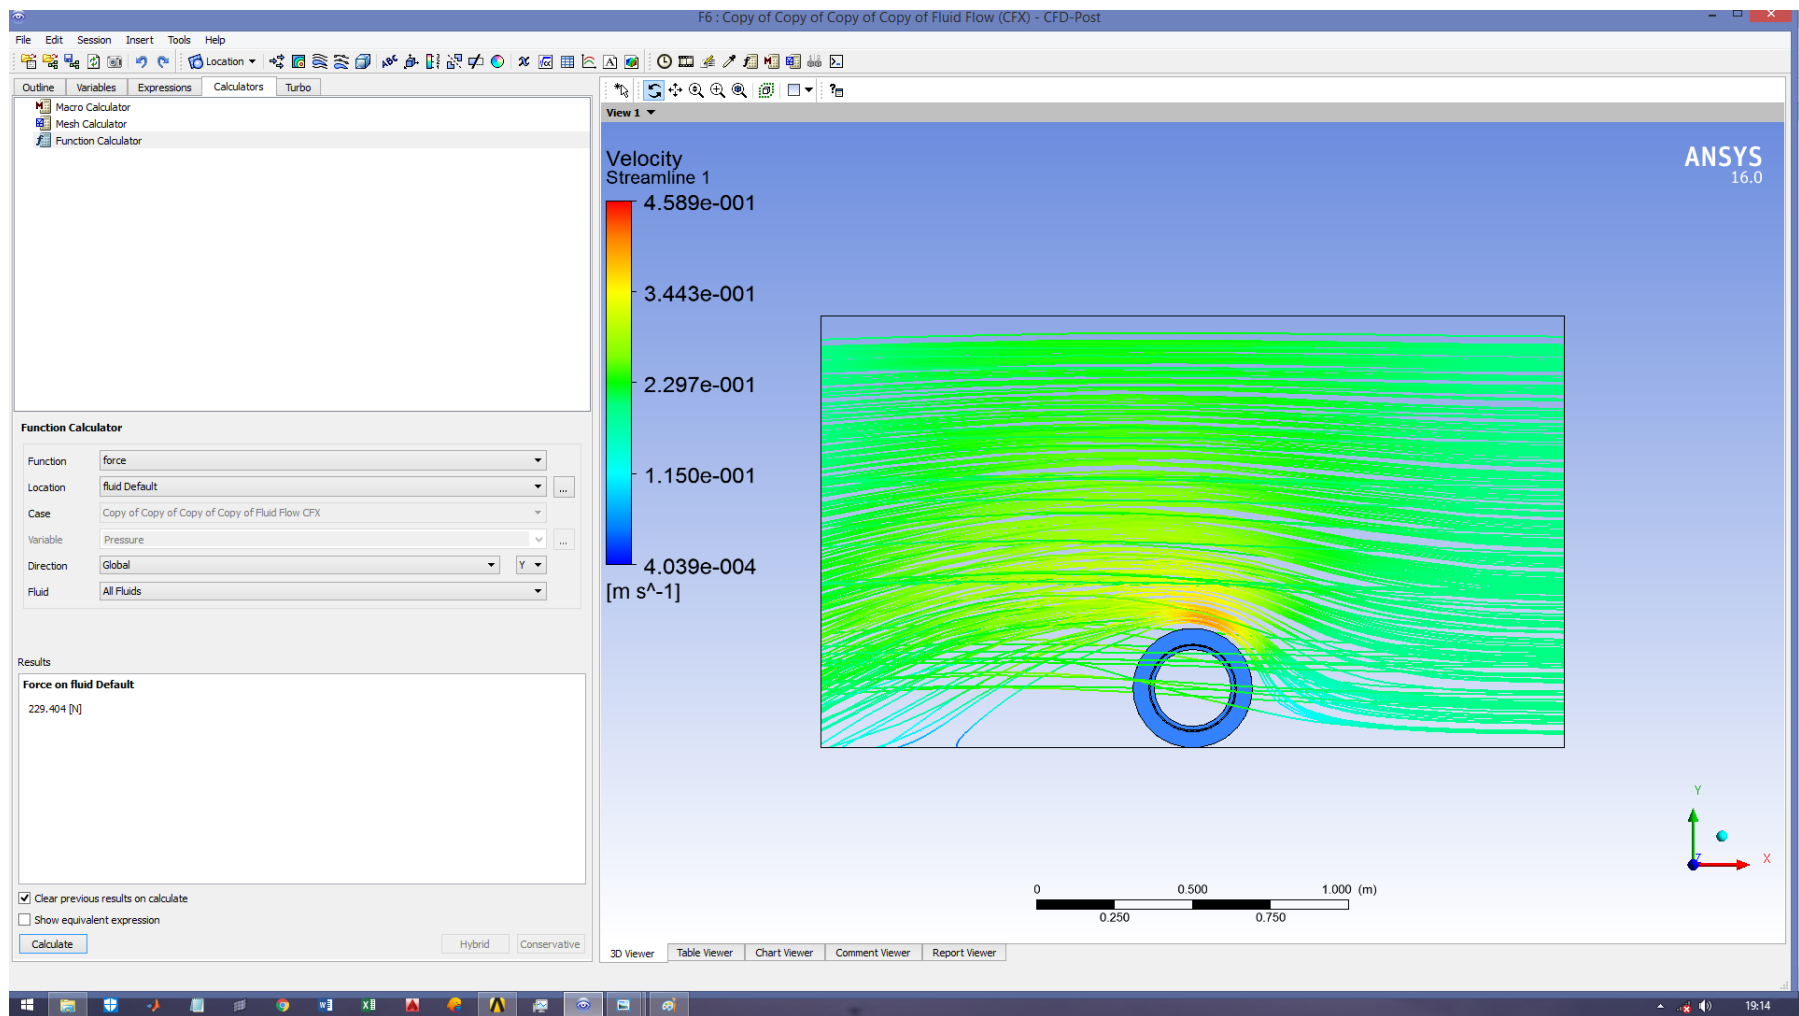 F6 : Copy of Copy of Copy of Copy of Fluid Flow (CFX) - CFD-Post
File Edit Session Insert Tools Help
Location
Outline Variables Expressions Calculators Turbo
Macro Calculator
Mesh Calculator
Function Calculator
Function Calculator
Function force
Location fluid Default
Case Copy of Copy of Copy of Copy of Fluid Flow CFX
Variable Pressure
Direction Global Y
Fluid All Fluids
Results
Force on fluid Default
229.404 [N]
Clear previous results on calculate
Show equivalent expression
Calculate Hybrid Conservative
View 1
Velocity
Streamline 1
4.589e-001
3.443e-001
2.297e-001
1.150e-001
4.039e-004
[m s^-1]
ANSYS
16.0
Y
X
Z
0 0.500 1.000 (m)
0.250 0.750
3D Viewer Table Viewer Chart Viewer Comment Viewer Report Viewer
19:14